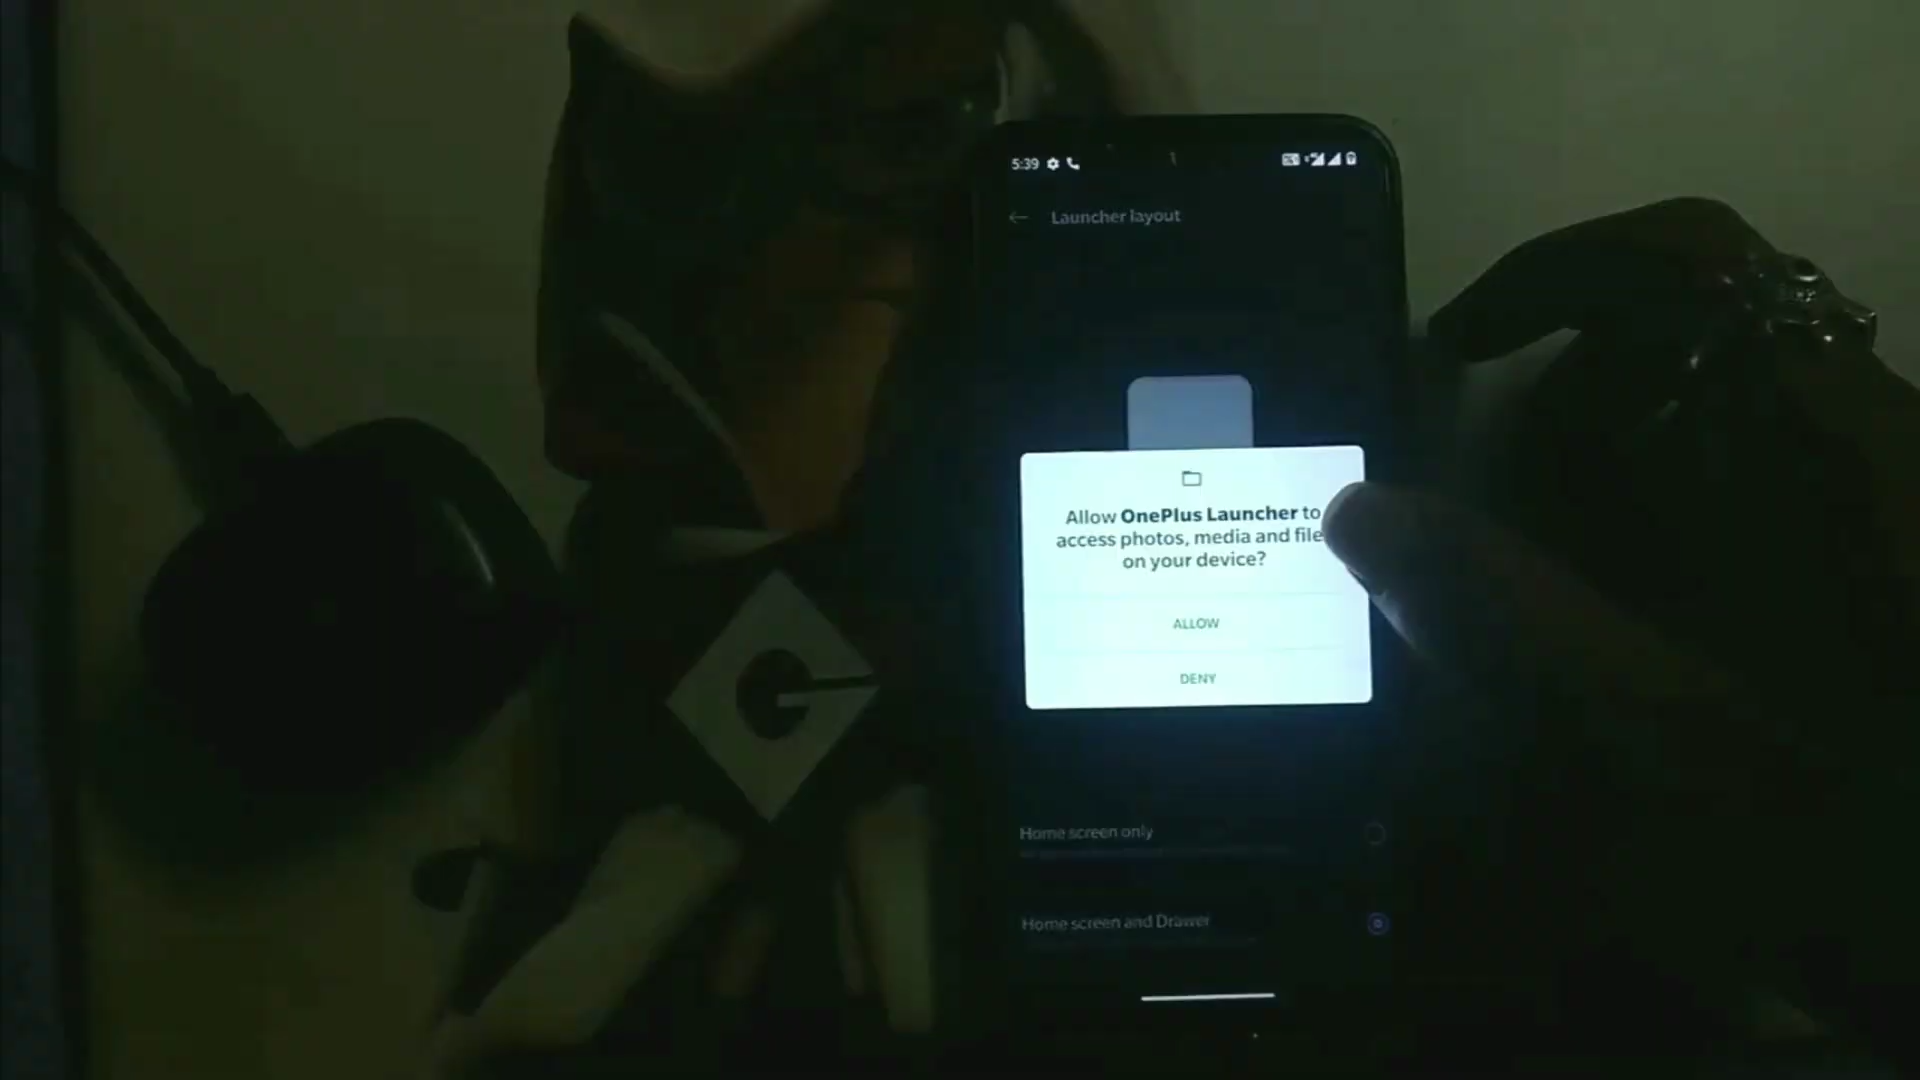 5:39
Launcher layout
Allow OnePlus Launcher to
access photos, media and file
on your device?
ALLOW
DENY
Home screen only
Home screen and Drawer